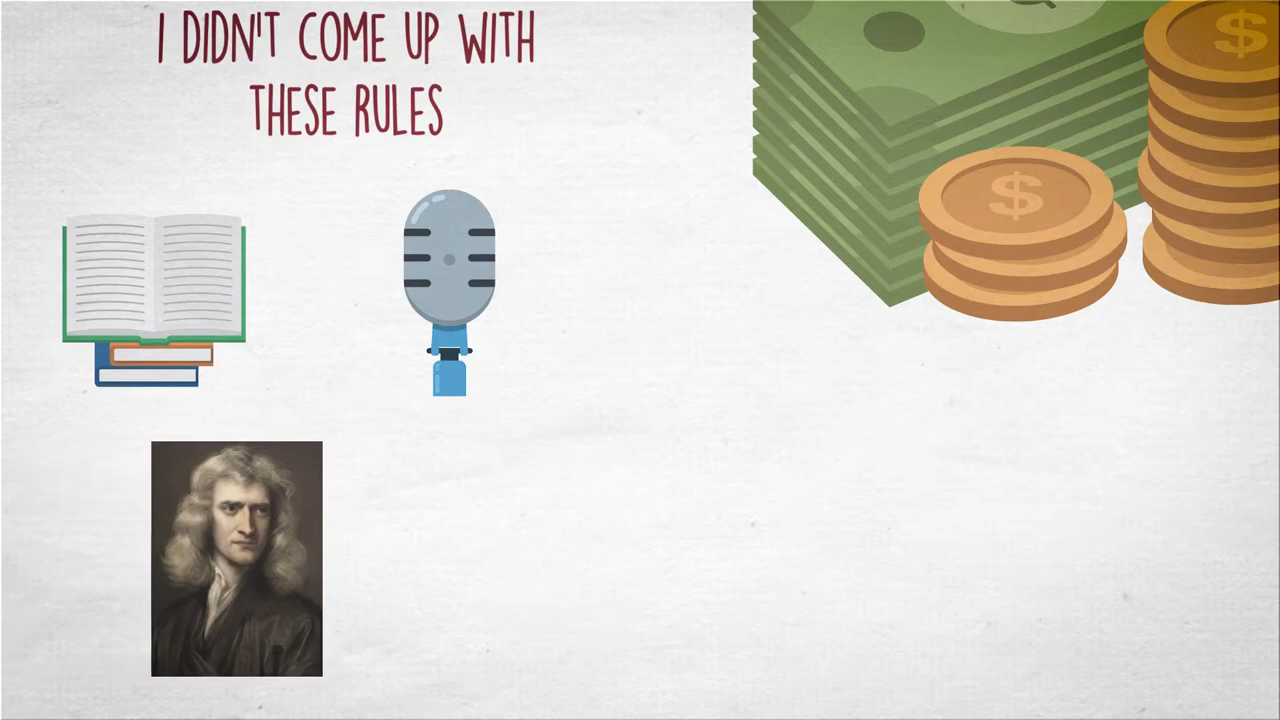 I DIDN'T COME UP WITH
THESE RULES
$
$